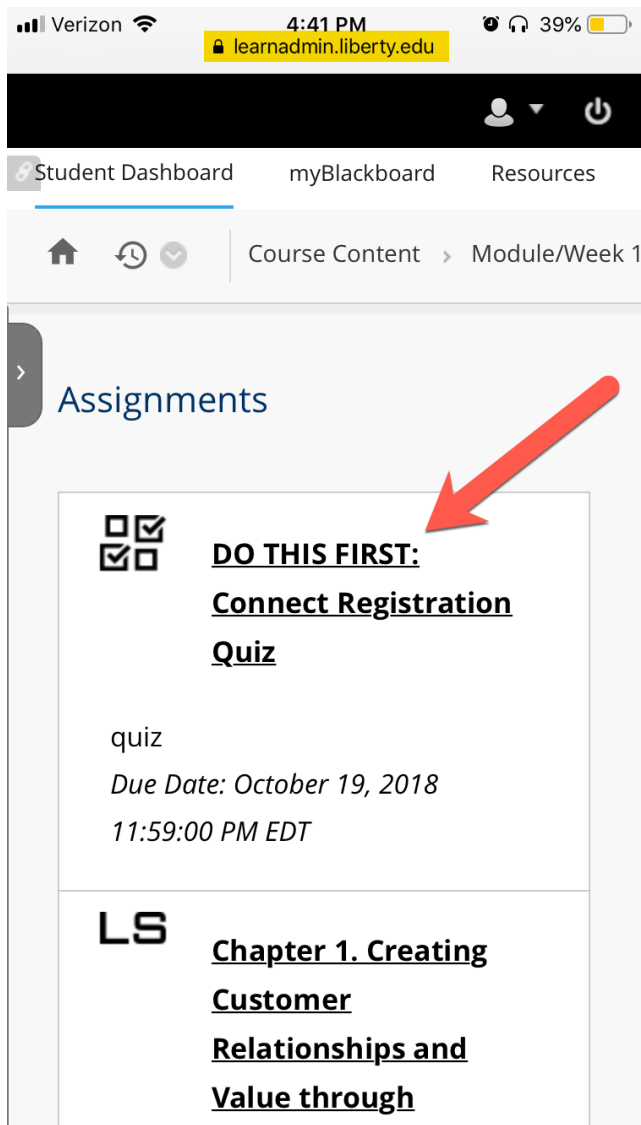 Verizon 4:41 PM 39%
learnadmin.liberty.edu
Student Dashboard myBlackboard Resources
Course Content › Module/Week 1
Assignments
DO THIS FIRST:
Connect Registration
Quiz
quiz
Due Date: October 19, 2018
11:59:00 PM EDT
LS
Chapter 1. Creating
Customer
Relationships and
Value through